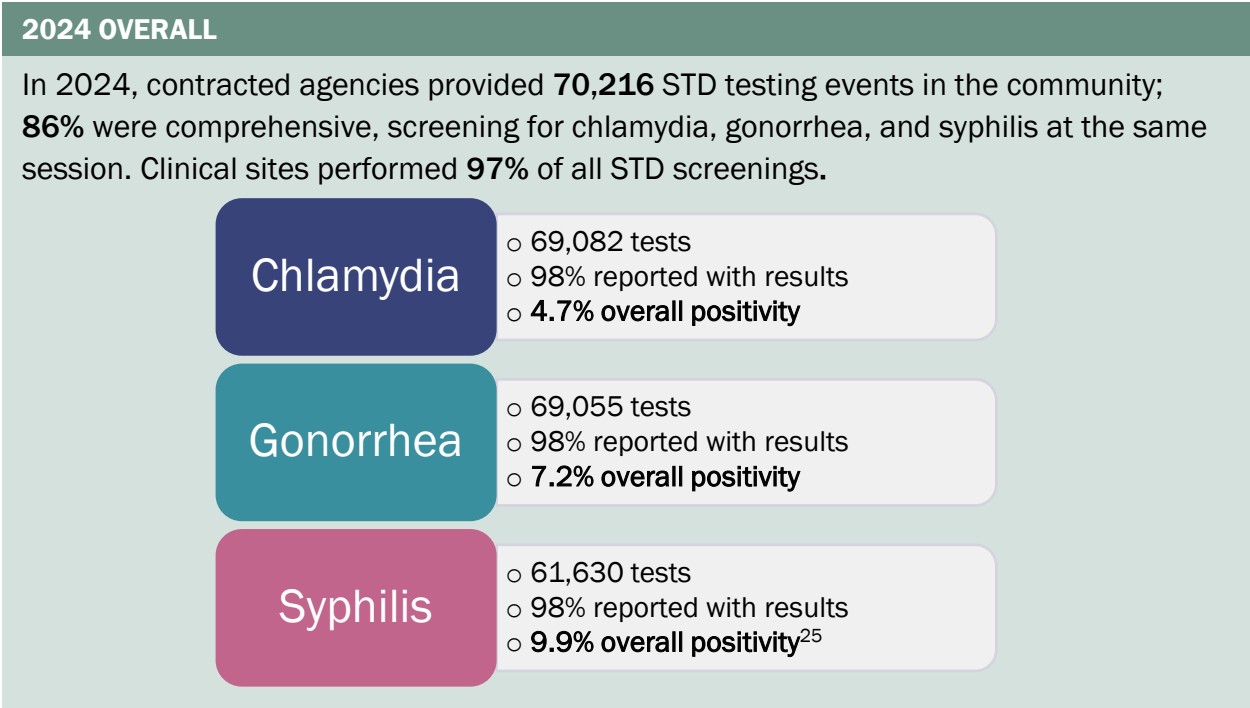 2024 OVERALL
In 2024, contracted agencies provided 70,216 STD testing events in the community;
86% were comprehensive, screening for chlamydia, gonorrhea, and syphilis at the same
session. Clinical sites performed 97% of all STD screenings.
Chlamydia
○ 69,082 tests
○ 98% reported with results
○ 4.7% overall positivity
Gonorrhea
○ 69,055 tests
○ 98% reported with results
○ 7.2% overall positivity
Syphilis
○ 61,630 tests
○ 98% reported with results
○ 9.9% overall positivity25